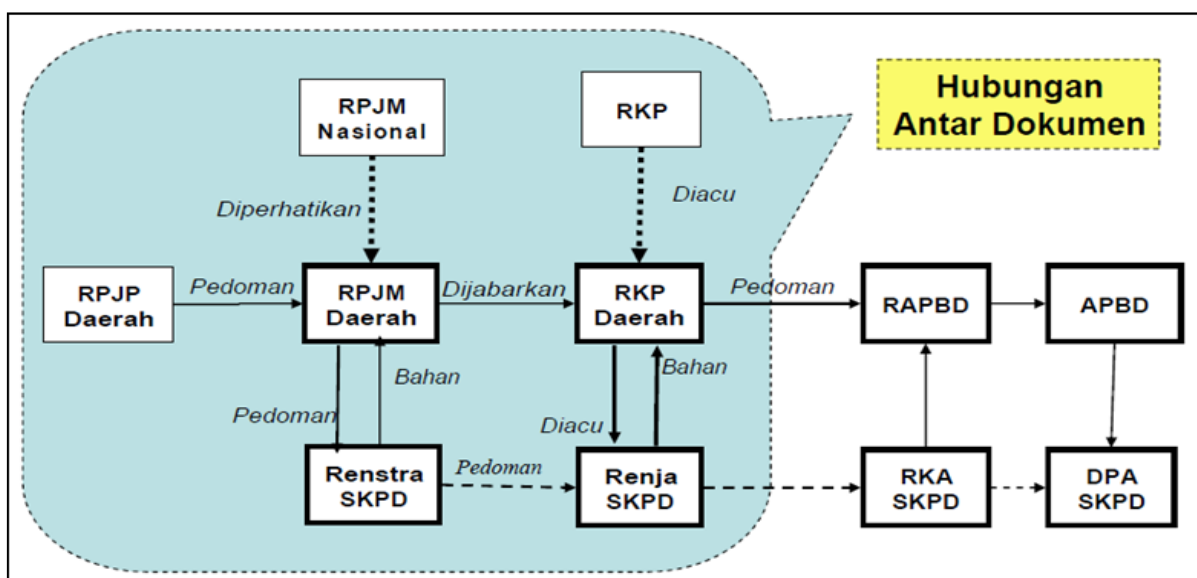 Hubungan
Antar Dokumen
RPJM
Nasional
RKP
Diperhatikan
Diacu
RPJP
Daerah
Pedoman
RPJM
Daerah
Dijabarkan
RKP
Daerah
Pedoman
RAPBD
APBD
Pedoman
Bahan
Diacu
Bahan
Renstra
SKPD
Pedoman
Renja
SKPD
RKA
SKPD
DPA
SKPD